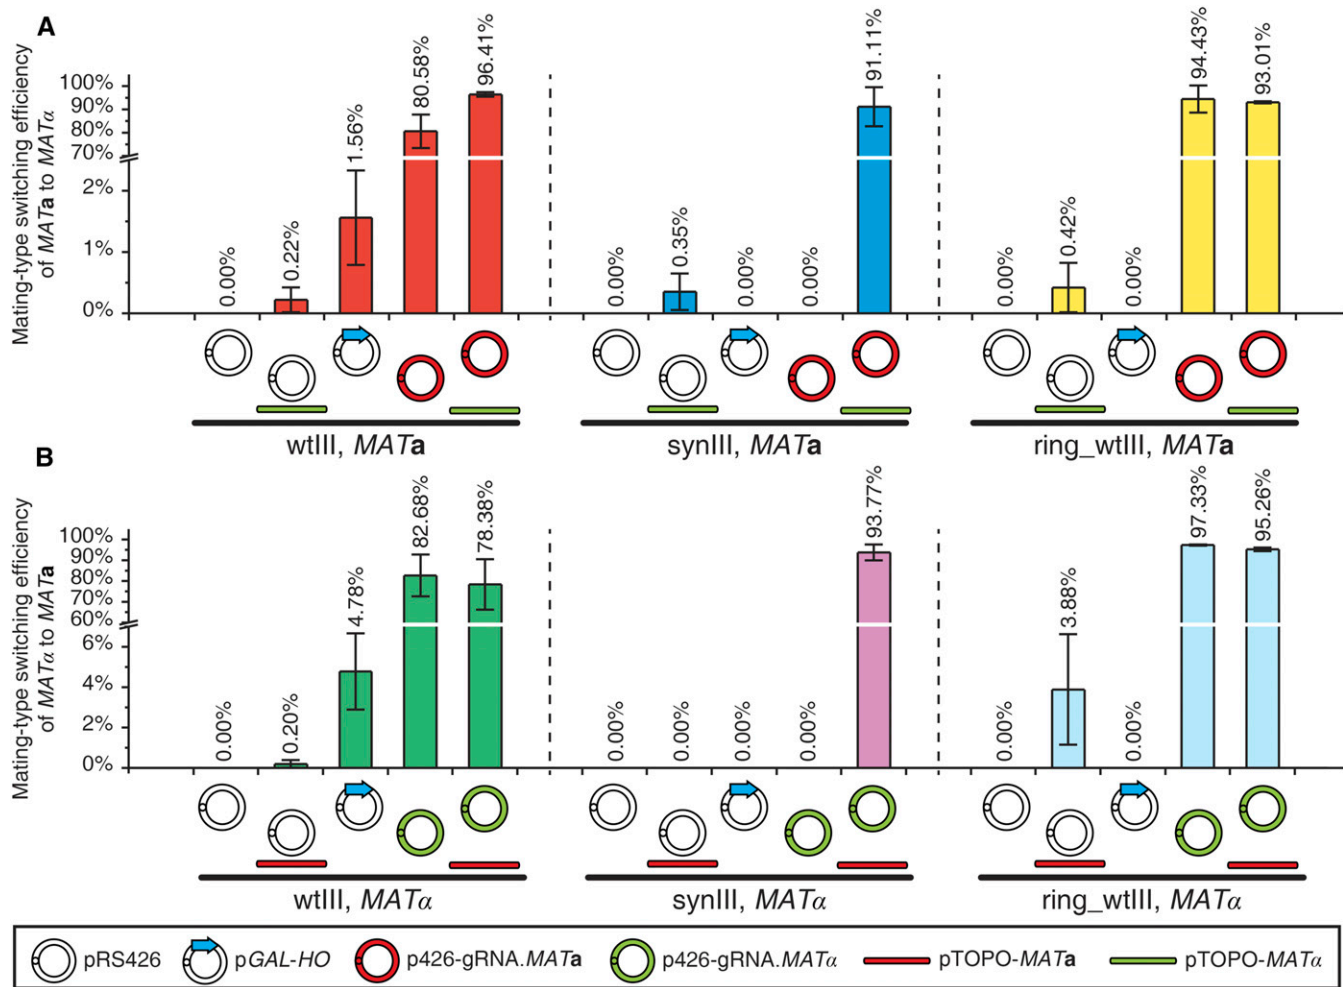 A
Mating-type switching efficiency
of MATa to MATα
100%
90%
80%
70%
2%
1%
0%
0.00%
0.22%
1.56%
80.58%
96.41%
0.00%
0.35%
0.00%
0.00%
91.11%
0.00%
0.42%
0.00%
94.43%
93.01%
wtIII, MATa
synIII, MATa
ring_wtIII, MATa
B
Mating-type switching efficiency
of MATα to MATa
100%
90%
80%
70%
60%
6%
4%
2%
0%
0.00%
0.20%
4.78%
82.68%
78.38%
0.00%
0.00%
0.00%
0.00%
93.77%
0.00%
3.88%
0.00%
97.33%
95.26%
wtIII, MATα
synIII, MATα
ring_wtIII, MATα
pRS426
pGAL-HO
p426-gRNA.MATa
p426-gRNA.MATα
pTOPO-MATa
pTOPO-MATα